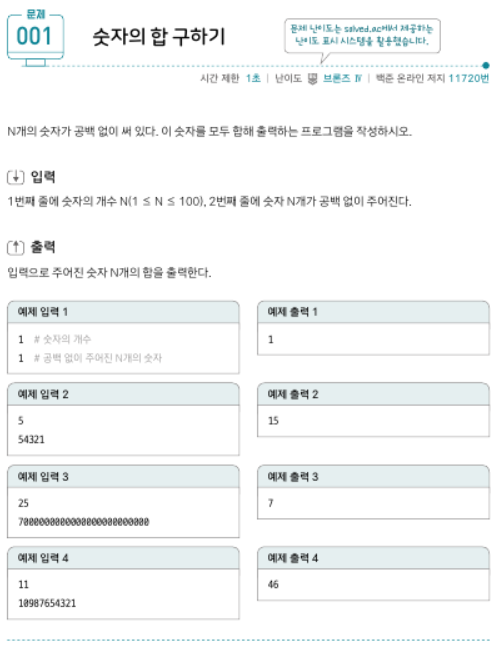 문제
001
숫자의 합 구하기
문제 난이도는 solved.ac에서 제공하는
난이도 표시 시스템을 활용했습니다.
시간 제한 1초 | 난이도 브론즈 IV | 백준 온라인 저지 11720번
N개의 숫자가 공백 없이 써 있다. 이 숫자를 모두 합해 출력하는 프로그램을 작성하시오.
입력
1번째 줄에 숫자의 개수 N(1 ≤ N ≤ 100), 2번째 줄에 숫자 N개가 공백 없이 주어진다.
출력
입력으로 주어진 숫자 N개의 합을 출력한다.
예제 입력 1
1 # 숫자의 개수
1 # 공백 없이 주어진 N개의 숫자
예제 출력 1
1
예제 입력 2
5
54321
예제 출력 2
15
예제 입력 3
25
7000000000000000000000000
예제 출력 3
7
예제 입력 4
11
10987654321
예제 출력 4
46